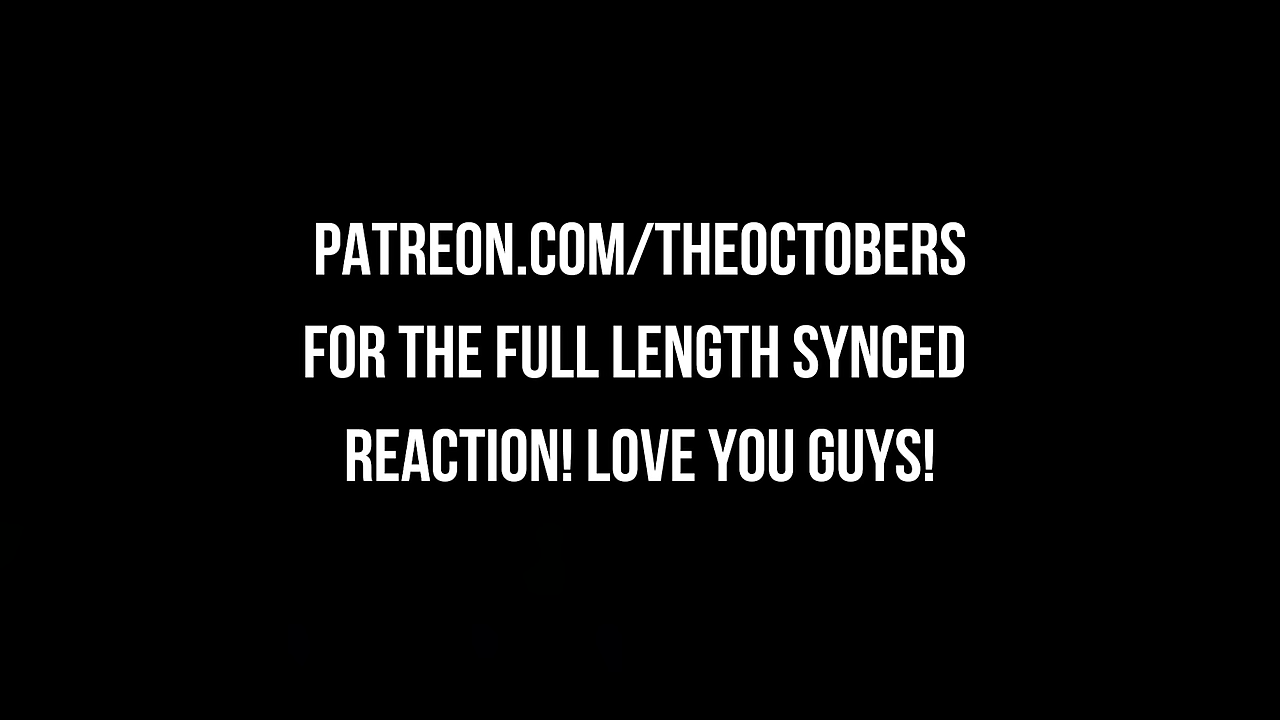 PATREON.COM/THEOCTOBERS
FOR THE FULL LENGTH SYNCED
REACTION! LOVE YOU GUYS!